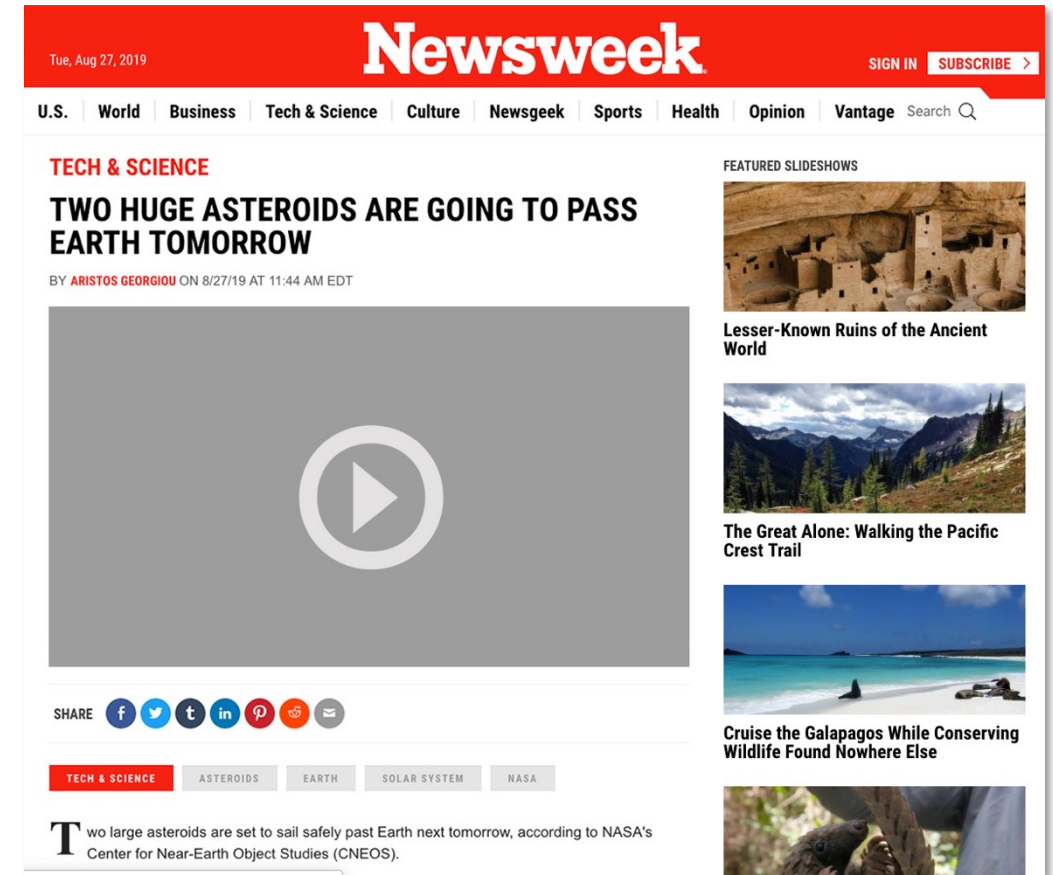 Tue, Aug 27, 2019
Newsweek
SIGN IN
SUBSCRIBE >
U.S. World Business Tech & Science Culture Newsgeek Sports Health Opinion Vantage Search
TECH & SCIENCE
TWO HUGE ASTEROIDS ARE GOING TO PASS
EARTH TOMORROW
BY ARISTOS GEORGIOU ON 8/27/19 AT 11:44 AM EDT
SHARE
TECH & SCIENCE ASTEROIDS EARTH SOLAR SYSTEM NASA
Two large asteroids are set to sail safely past Earth next tomorrow, according to NASA's
Center for Near-Earth Object Studies (CNEOS).
FEATURED SLIDESHOWS
Lesser-Known Ruins of the Ancient
World
The Great Alone: Walking the Pacific
Crest Trail
Cruise the Galapagos While Conserving
Wildlife Found Nowhere Else